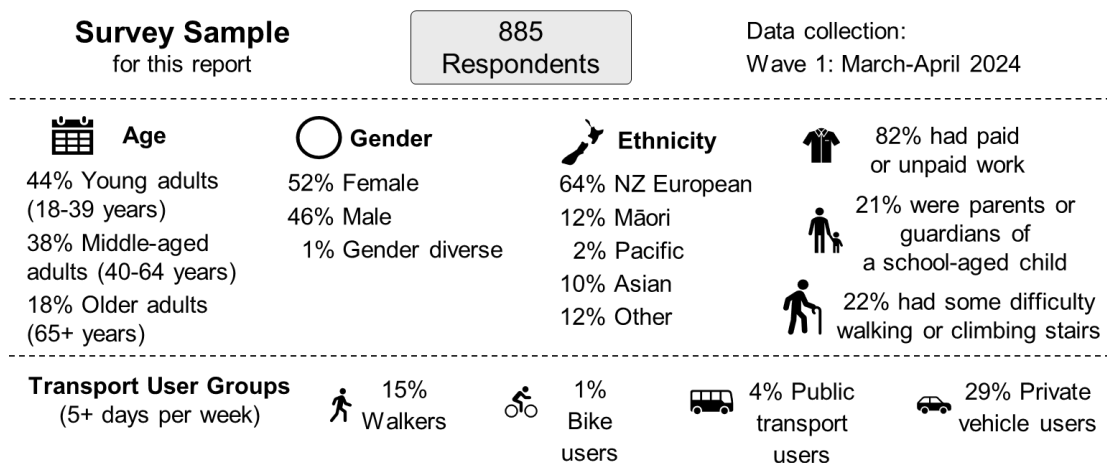 Survey Sample
for this report
885
Respondents
Data collection:
Wave 1: March-April 2024
Age
44% Young adults
(18-39 years)
38% Middle-aged
adults (40-64 years)
18% Older adults
(65+ years)
Gender
52% Female
46% Male
1% Gender diverse
Ethnicity
64% NZ European
12% Māori
2% Pacific
10% Asian
12% Other
82% had paid
or unpaid work
21% were parents or
guardians of
a school-aged child
22% had some difficulty
walking or climbing stairs
Transport User Groups
(5+ days per week)
15%
Walkers
1%
Bike
users
4% Public
transport
users
29% Private
vehicle users